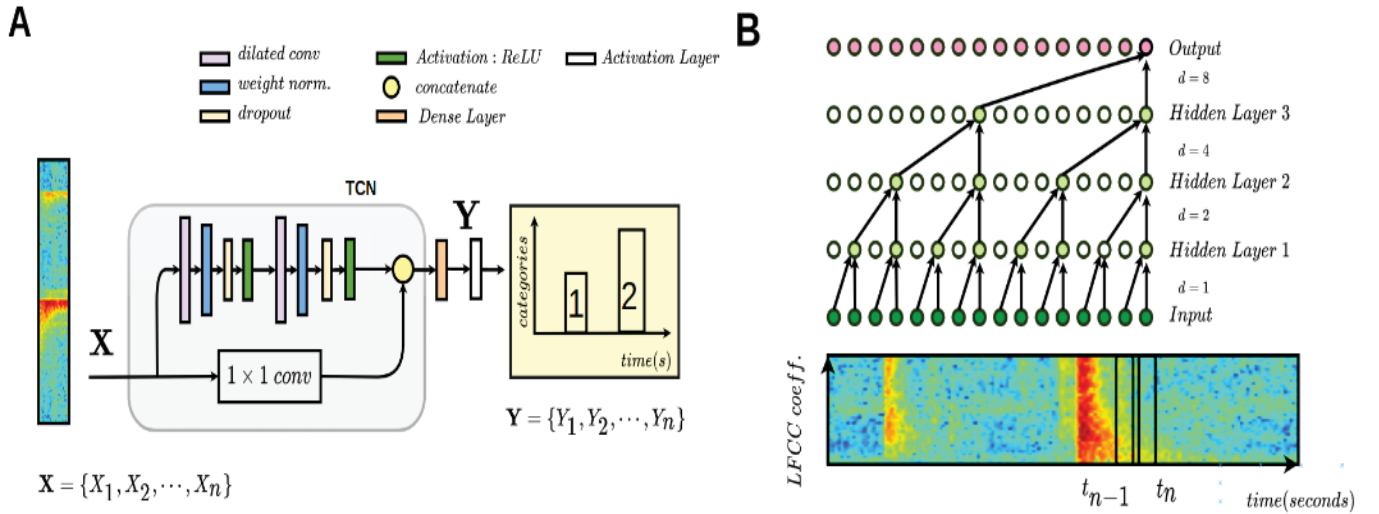 A
dilated conv
weight norm.
dropout
Activation : ReLU
concatenate
Dense Layer
Activation Layer
TCN
X
1 × 1 conv
Y
categories
1
2
time(s)
Y = {Y1, Y2, ···, Yn}
X = {X1, X2, ···, Xn}
B
Output
d = 8
Hidden Layer 3
d = 4
Hidden Layer 2
d = 2
Hidden Layer 1
d = 1
Input
LFCC coeff.
tn−1
tn
time(seconds)